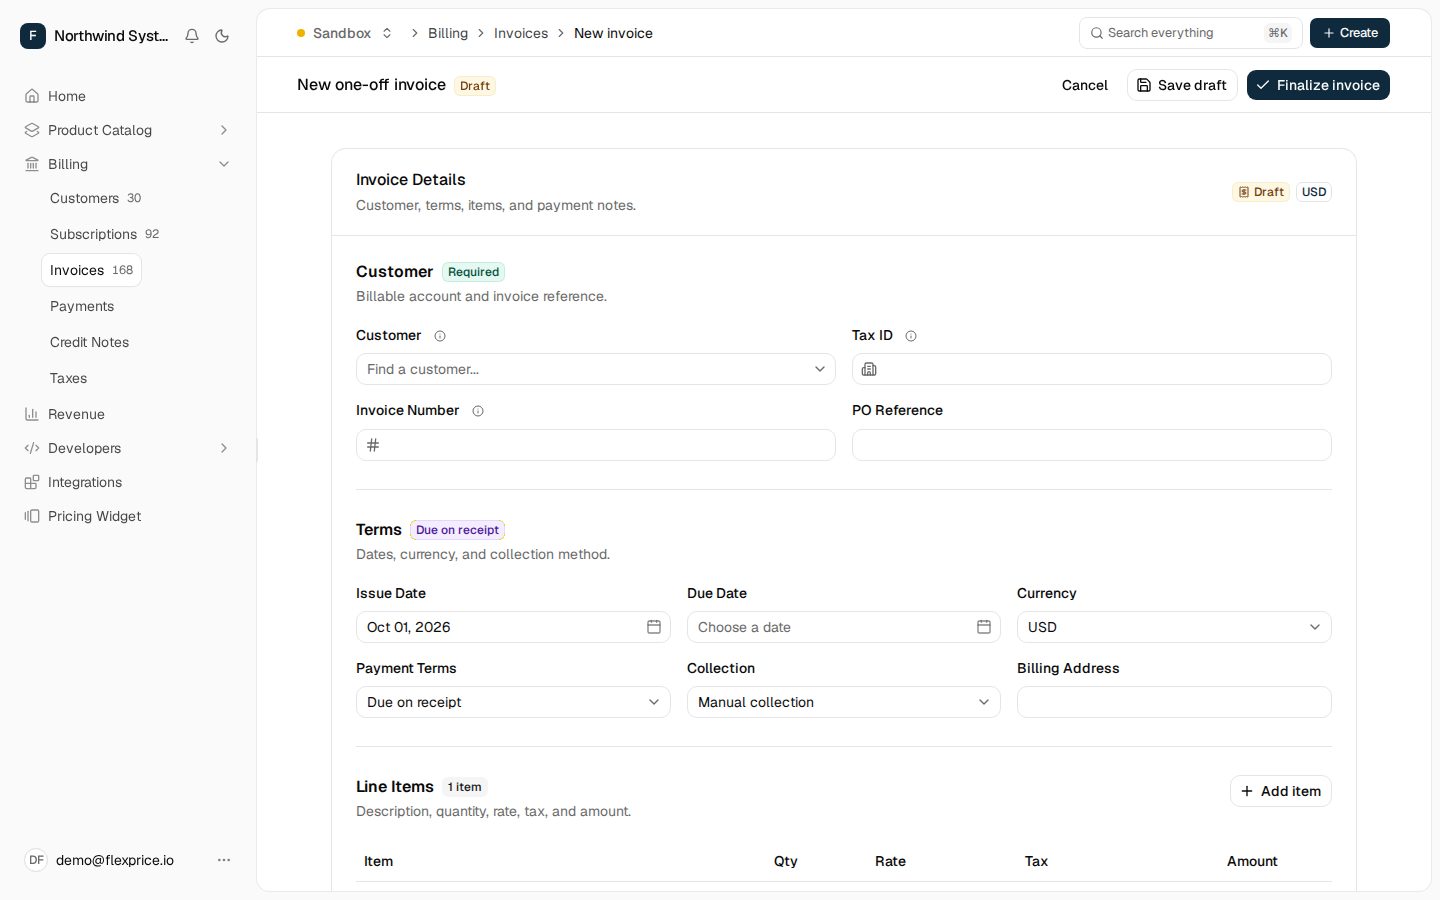 F Northwind Syst...
Home
Product Catalog
Billing
Customers 30
Subscriptions 92
Invoices 168
Payments
Credit Notes
Taxes
Revenue
Developers
Integrations
Pricing Widget
DF demo@flexprice.io
Sandbox Billing Invoices New invoice
Search everything ⌘K
Create
New one-off invoice Draft
Cancel Save draft Finalize invoice
Invoice Details
Customer, terms, items, and payment notes.
Draft USD
Customer Required
Billable account and invoice reference.
Customer Tax ID
Find a customer...
Invoice Number PO Reference
Terms Due on receipt
Dates, currency, and collection method.
Issue Date Due Date Currency
Oct 01, 2026 Choose a date USD
Payment Terms Collection Billing Address
Due on receipt Manual collection
Line Items 1 item
Description, quantity, rate, tax, and amount.
Add item
Item Qty Rate Tax Amount